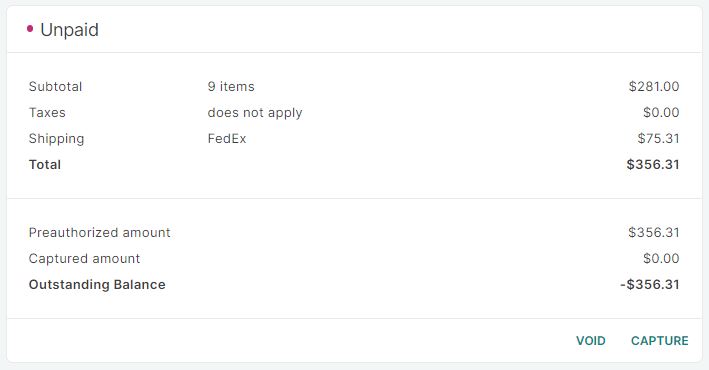 Unpaid
Subtotal 9 items $281.00
Taxes does not apply $0.00
Shipping FedEx $75.31
Total $356.31
Preauthorized amount $356.31
Captured amount $0.00
Outstanding Balance -$356.31
VOID CAPTURE